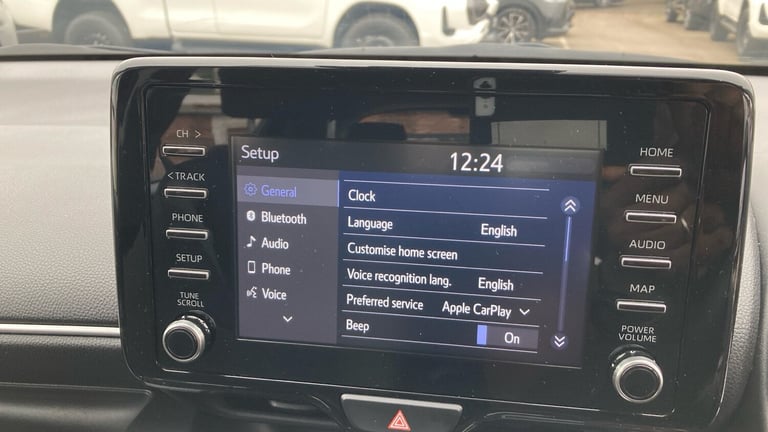 CH >
< TRACK
PHONE
SETUP
TUNE
SCROLL
Setup 12:24
General
Bluetooth
Audio
Phone
Voice
Clock
Language English
Customise home screen
Voice recognition lang. English
Preferred service Apple CarPlay
Beep On
HOME
MENU
AUDIO
MAP
POWER
VOLUME